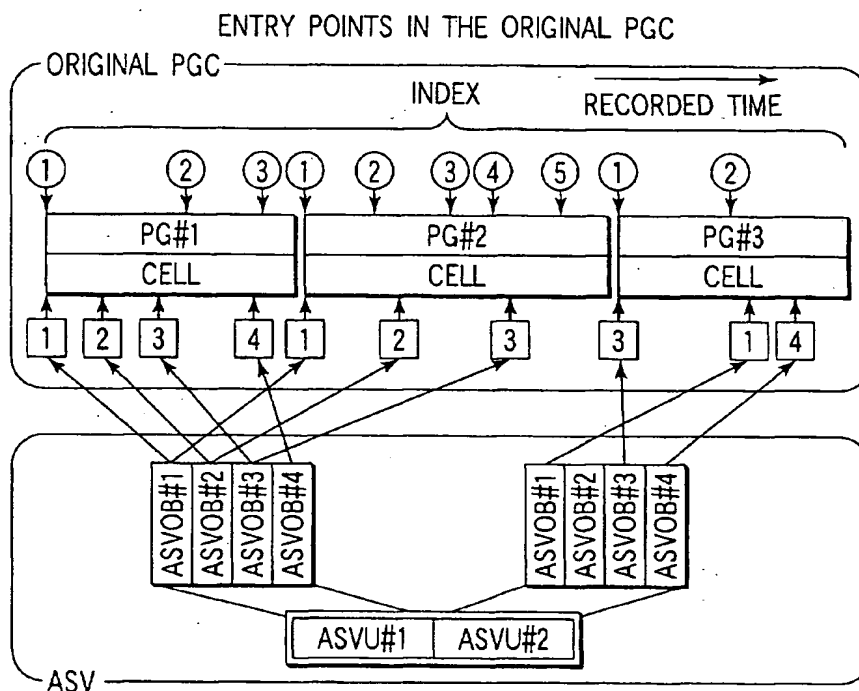 ENTRY POINTS IN THE ORIGINAL PGC
ORIGINAL PGC
INDEX
RECORDED TIME
1 2 3 1 2 3 4 5 1 2
PG#1 PG#2 PG#3
CELL CELL CELL
1 2 3 4 1 2 3 3 1 4
ASVOB#1 ASVOB#2 ASVOB#3 ASVOB#4 ASVOB#1 ASVOB#2 ASVOB#3 ASVOB#4
ASVU#1 ASVU#2
ASV